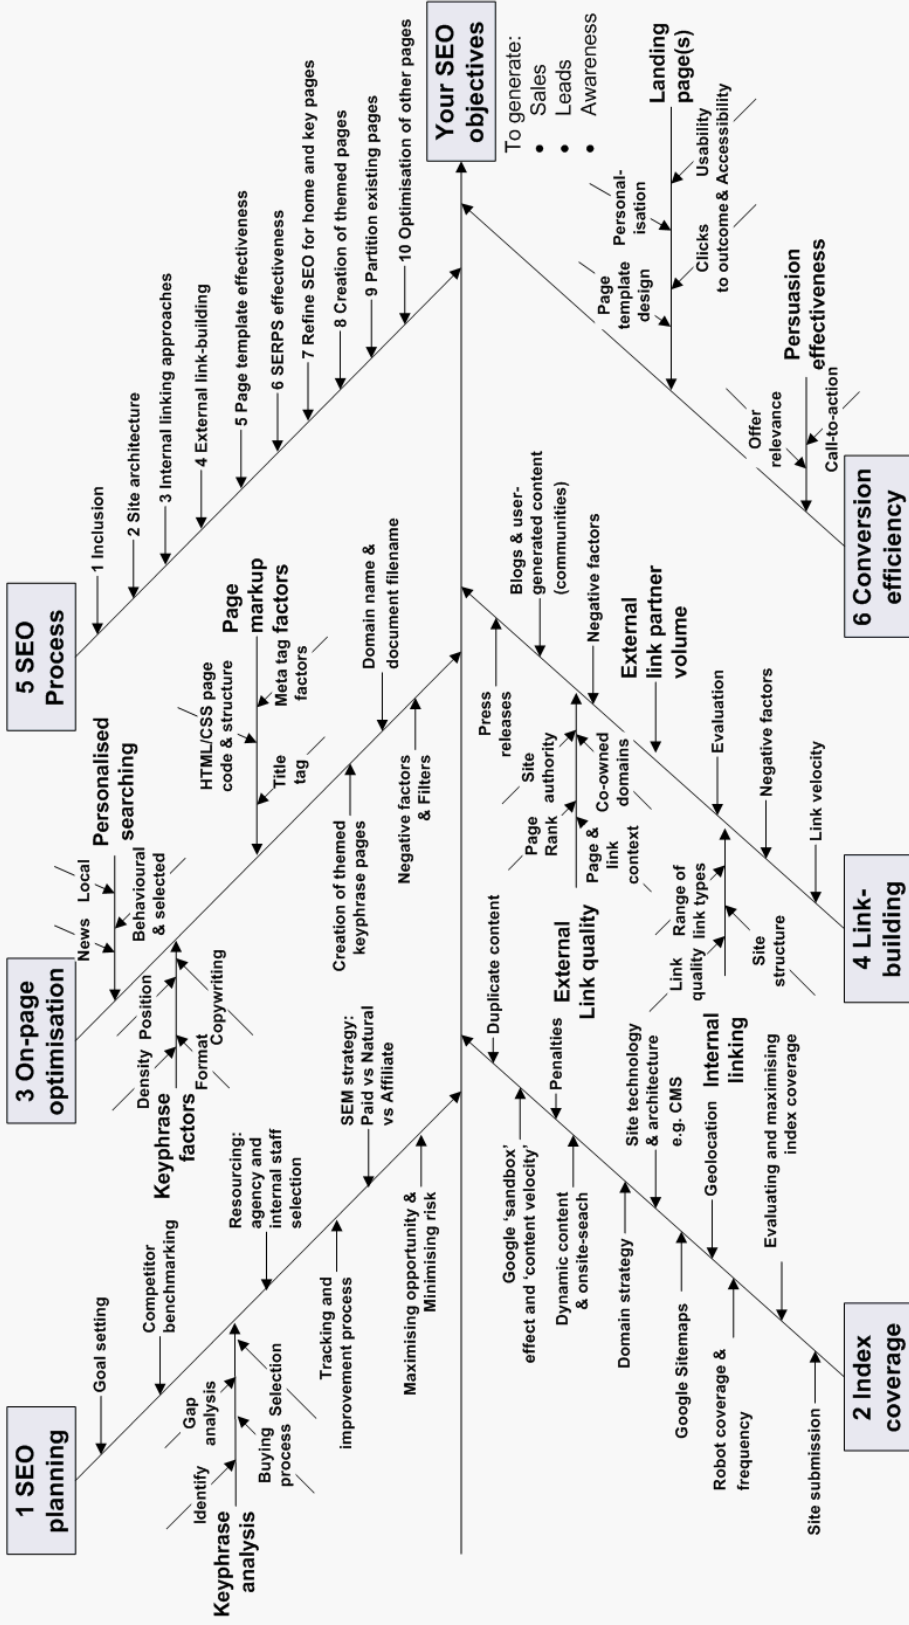 1 SEO
planning
Goal setting
Competitor
benchmarking
Identify
Gap
analysis
Buying
process
Selection
Keyphrase
analysis
Resourcing:
agency and
internal staff
selection
Tracking and
improvement process
SEM strategy:
Paid vs Natural
vs Affiliate
Maximising opportunity &
Minimising risk
3 On-page
optimisation
News
Local
Personalised
searching
Behavioural
& selected
Density
Position
Keyphrase
factors
Format
Copywriting
HTML/CSS page
code & structure
Page
markup
factors
Title
tag
Meta tag
factors
Creation of themed
keyphrase pages
Domain name &
document filename
Negative factors
& Filters
5 SEO
Process
1 Inclusion
2 Site architecture
3 Internal linking approaches
4 External link-building
5 Page template effectiveness
6 SERPS effectiveness
7 Refine SEO for home and key pages
8 Creation of themed pages
9 Partition existing pages
10 Optimisation of other pages
Your SEO
objectives
To generate:
• Sales
• Leads
• Awareness
Duplicate content
Google ‘sandbox’
effect and ‘content velocity’
Penalties
Dynamic content
& onsite-seach
Domain strategy
Site technology
& architecture
e.g. CMS
Google Sitemaps
Geolocation
Robot coverage &
frequency
Evaluating and maximising
index coverage
Site submission
2 Index
coverage
Press
releases
Blogs & user-
generated content
(communities)
Negative factors
Page
Rank
Site
authority
External
Link quality
Page &
link
context
Co-owned
domains
External
link partner
volume
Link
quality
Range of
link types
Internal
linking
Site
structure
Evaluation
Negative factors
Link velocity
4 Link-
building
Page
template
design
Personal-
isation
Landing
page(s)
Clicks
to outcome
Usability
& Accessibility
Offer
relevance
Persuasion
effectiveness
Call-to-action
6 Conversion
efficiency